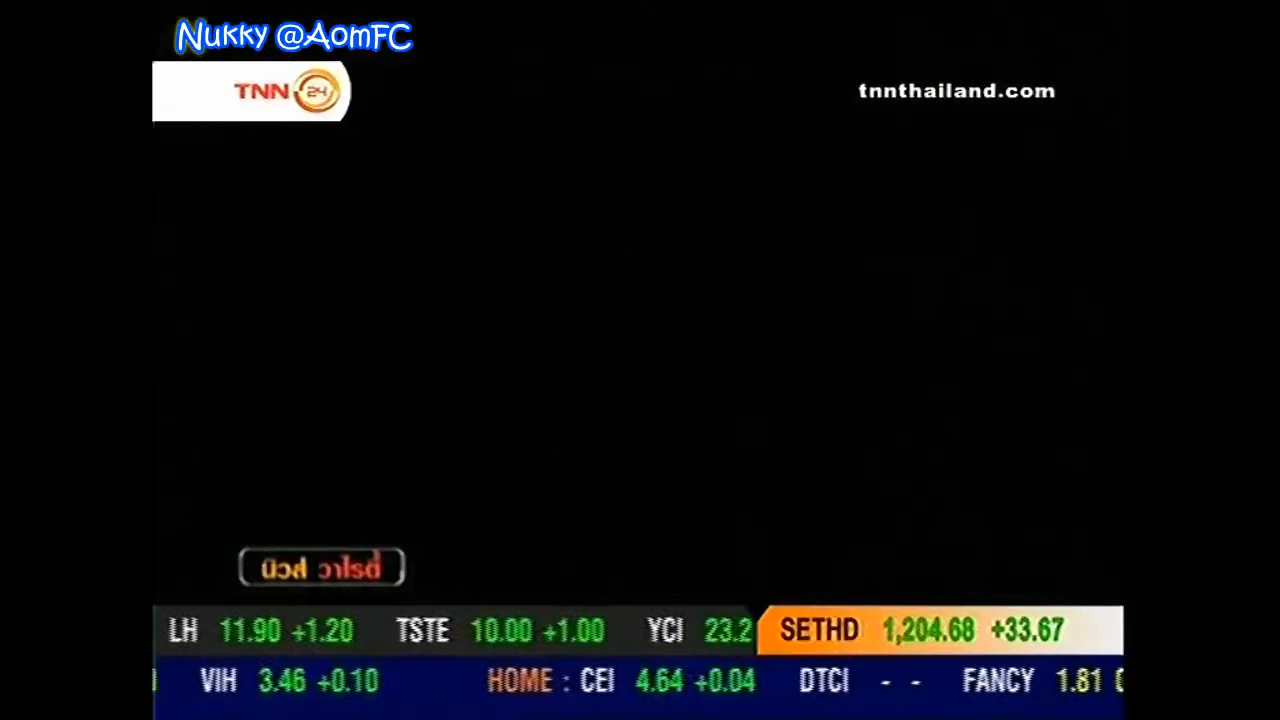 Nukky @AomFC
TNN 24
tnnthailand.com
นิวส์ วาไรตี้
LH 11.90 +1.20 TSTE 10.00 +1.00 YCI 23.2
SETHD 1,204.68 +33.67
VIH 3.46 +0.10 HOME : CEI 4.64 +0.04 DTCI - - FANCY 1.81